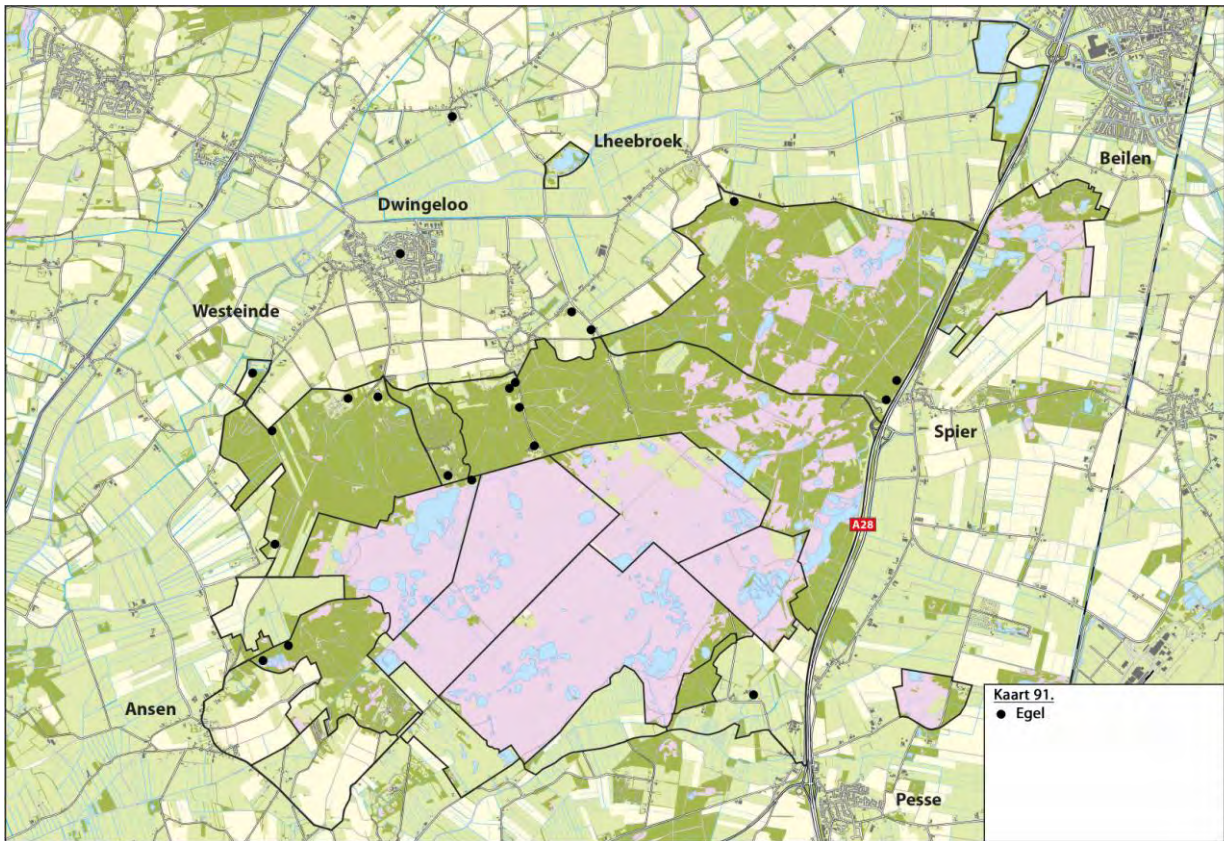 Lheebroek
Beilen
Dwingeloo
Westeinde
Spier
A28
Ansen
Pesse
Kaart 91.
Egel